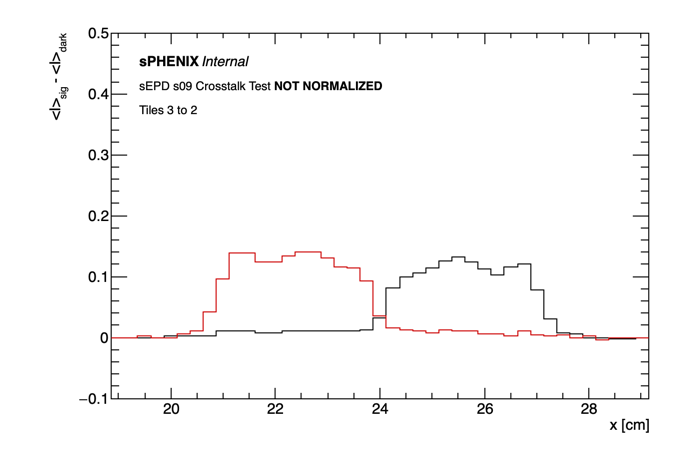 <I>sig - <I>dark
0.5
0.4
0.3
0.2
0.1
0
−0.1
sPHENIX Internal
sEPD s09 Crosstalk Test NOT NORMALIZED
Tiles 3 to 2
20 22 24 26 28
x [cm]